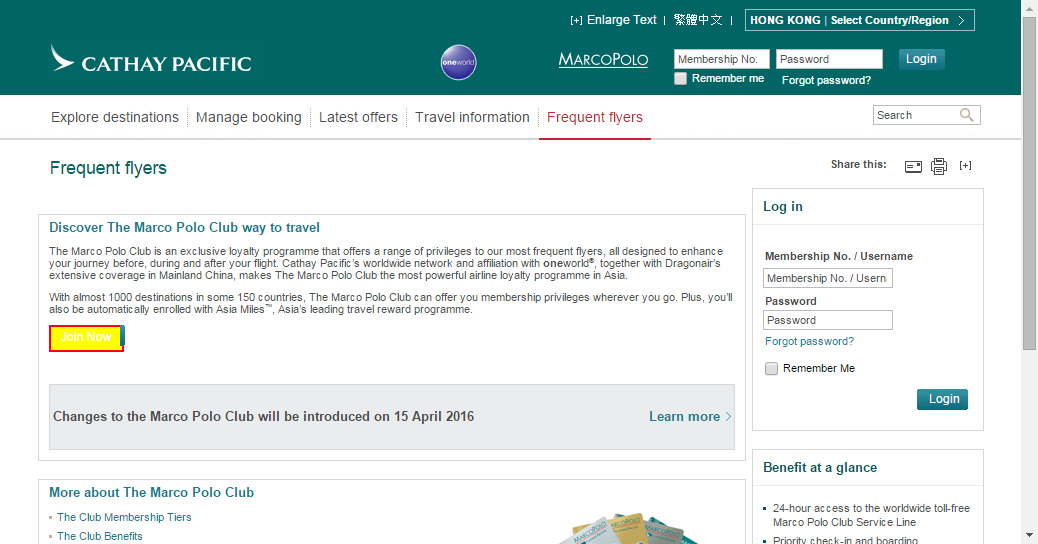 [+] Enlarge Text | 繁體中文 | HONG KONG | Select Country/Region
CATHAY PACIFIC
oneworld
MARCOPOLO
Membership No.
Password
Login
Remember me
Forgot password?
Explore destinations
Manage booking
Latest offers
Travel information
Frequent flyers
Search
Frequent flyers
Share this:
[+]
Discover The Marco Polo Club way to travel
The Marco Polo Club is an exclusive loyalty programme that offers a range of privileges to our most frequent flyers, all designed to enhance
your journey before, during and after your flight. Cathay Pacific's worldwide network and affiliation with oneworld®, together with Dragonair's
extensive coverage in Mainland China, makes The Marco Polo Club the most powerful airline loyalty programme in Asia.
With almost 1000 destinations in some 150 countries, The Marco Polo Club can offer you membership privileges wherever you go. Plus, you'll
also be automatically enrolled with Asia Miles™, Asia's leading travel reward programme.
Join Now
Changes to the Marco Polo Club will be introduced on 15 April 2016
Learn more
More about The Marco Polo Club
The Club Membership Tiers
The Club Benefits
MARCOPOLO
MARCOPOLO
MARCOPOLO
Log in
Membership No. / Username
Membership No. / Usern
Password
Password
Forgot password?
Remember Me
Login
Benefit at a glance
24-hour access to the worldwide toll-free
Marco Polo Club Service Line
Priority check-in and boarding